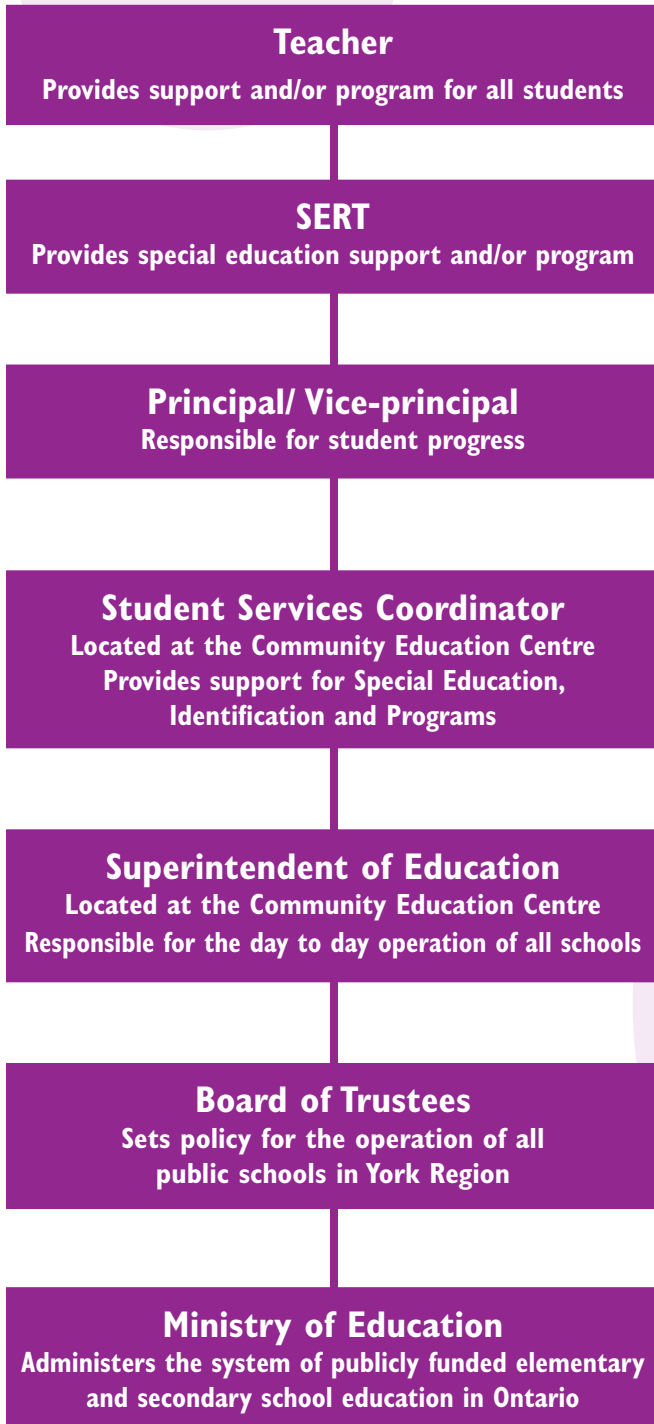 Teacher
Provides support and/or program for all students
SERT
Provides special education support and/or program
Principal/ Vice-principal
Responsible for student progress
Student Services Coordinator
Located at the Community Education Centre
Provides support for Special Education,
Identification and Programs
Superintendent of Education
Located at the Community Education Centre
Responsible for the day to day operation of all schools
Board of Trustees
Sets policy for the operation of all
public schools in York Region
Ministry of Education
Administers the system of publicly funded elementary
and secondary school education in Ontario